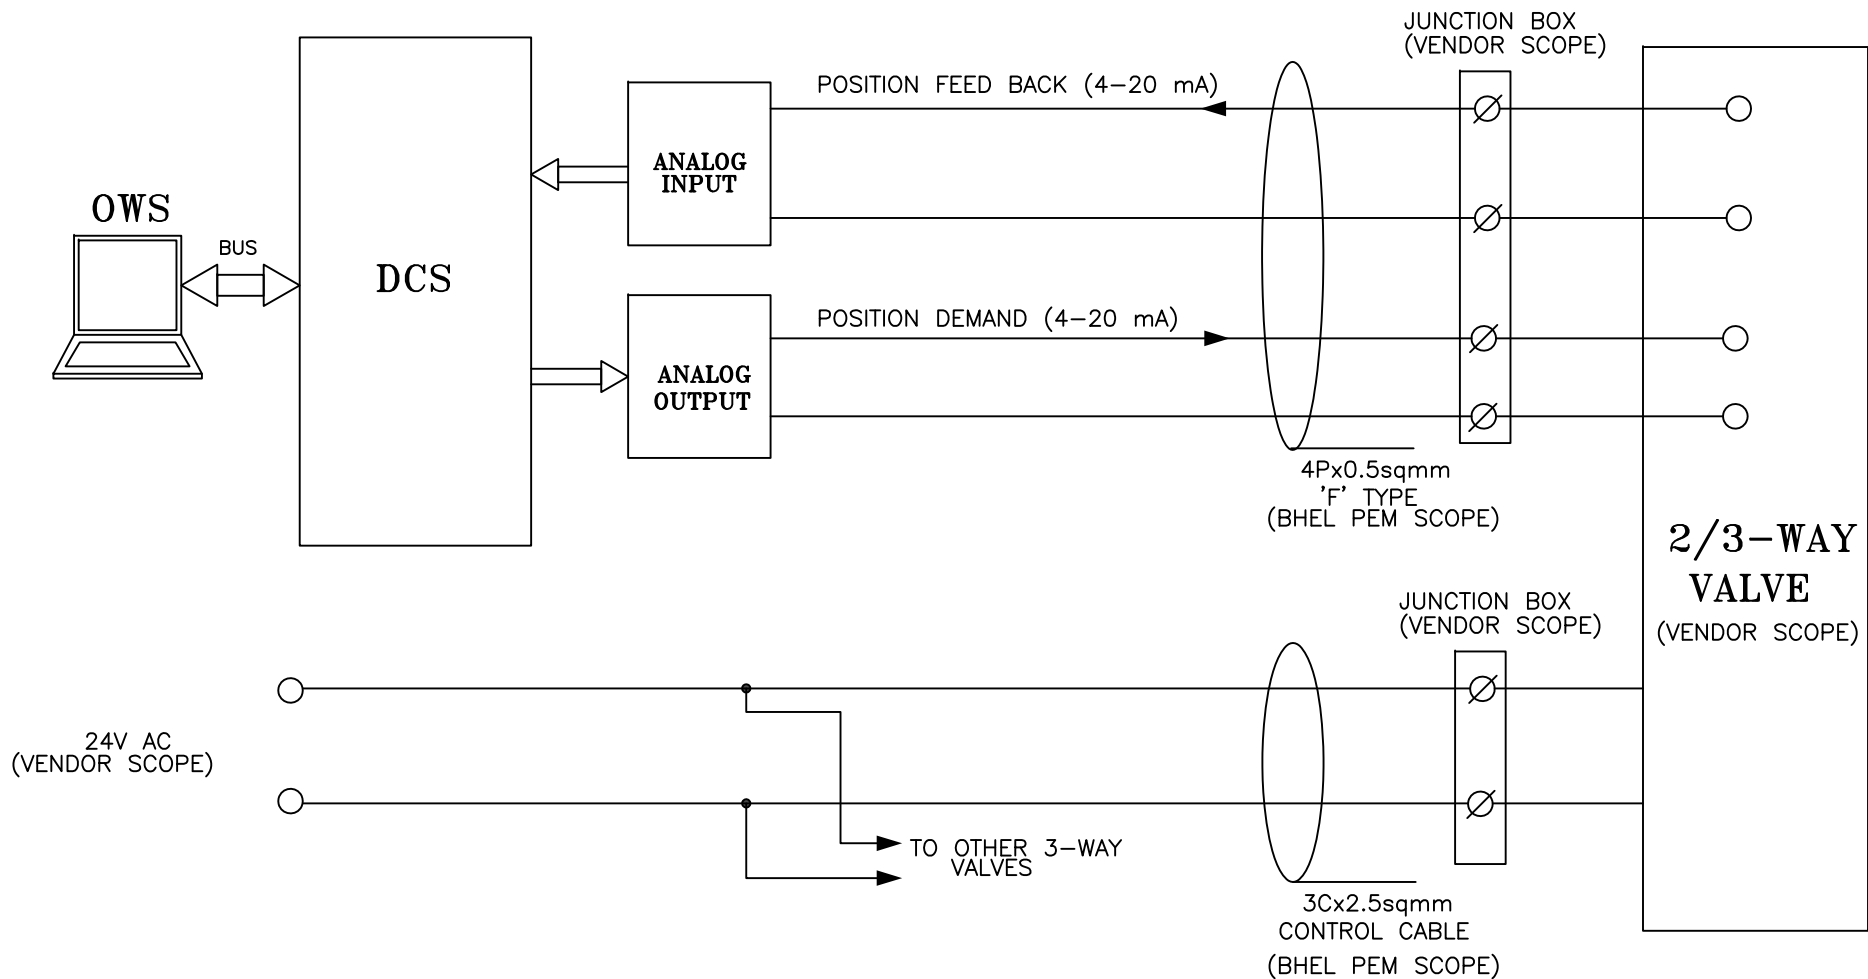 JUNCTION BOX
(VENDOR SCOPE)
POSITION FEED BACK (4-20 mA)
ANALOG
INPUT
OWS
BUS
DCS
POSITION DEMAND (4-20 mA)
ANALOG
OUTPUT
4Px0.5sqmm
'F' TYPE
(BHEL PEM SCOPE)
2/3-WAY
VALVE
(VENDOR SCOPE)
JUNCTION BOX
(VENDOR SCOPE)
24V AC
(VENDOR SCOPE)
TO OTHER 3-WAY
VALVES
3Cx2.5sqmm
CONTROL CABLE
(BHEL PEM SCOPE)